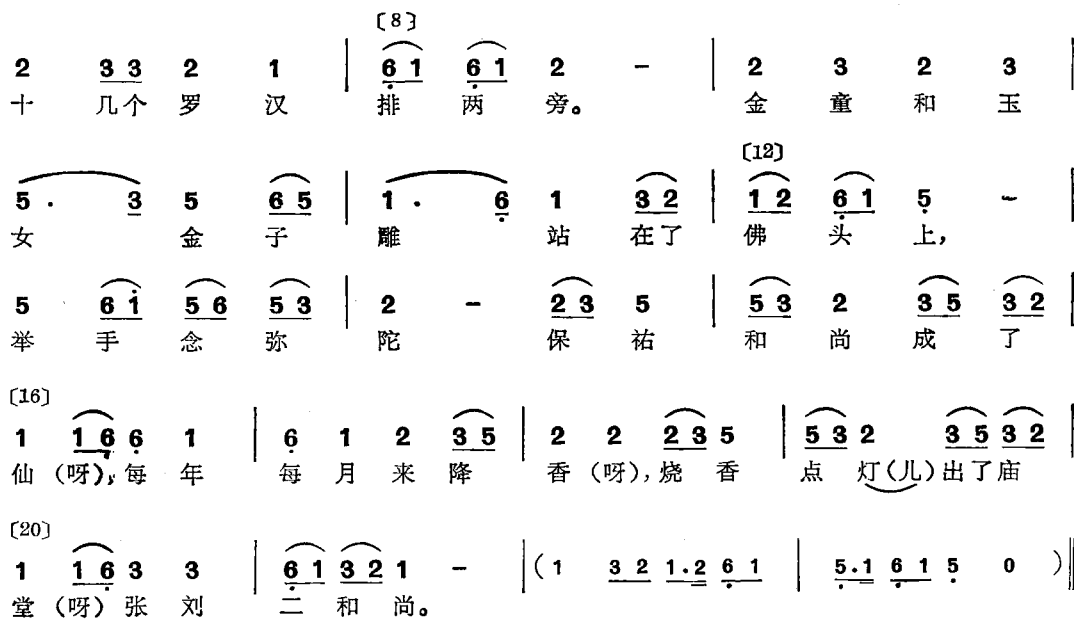 〔8〕
2 3 3 2 1 | 6 1 6 1 2 - | 2 3 2 3 |
十 几个 罗 汉 排 两 旁。 金 童 和 玉
〔12〕
5 . 3 5 6 5 | 1 . 6 1 3 2 | 1 2 6 1 5 - |
女 金 子 雕 站 在了 佛 头 上，
5 6 i 5 6 5 3 | 2 - 2 3 5 | 5 3 2 3 5 3 2 |
举 手 念 弥 陀 保 祐 和 尚 成 了
〔16〕
1 1 6 6 1 | 6 1 2 3 5 | 2 2 2 3 5 | 5 3 2 3 5 3 2 |
仙 （呀），每 年 每 月 来 降 香 （呀），烧 香 点 灯（儿）出了庙
〔20〕
1 1 6 3 3 | 6 1 3 2 1 - | （1 3 2 1.2 6 1 | 5.1 6 1 5 0 ）‖
堂 （呀） 张 刘 二 和 尚。